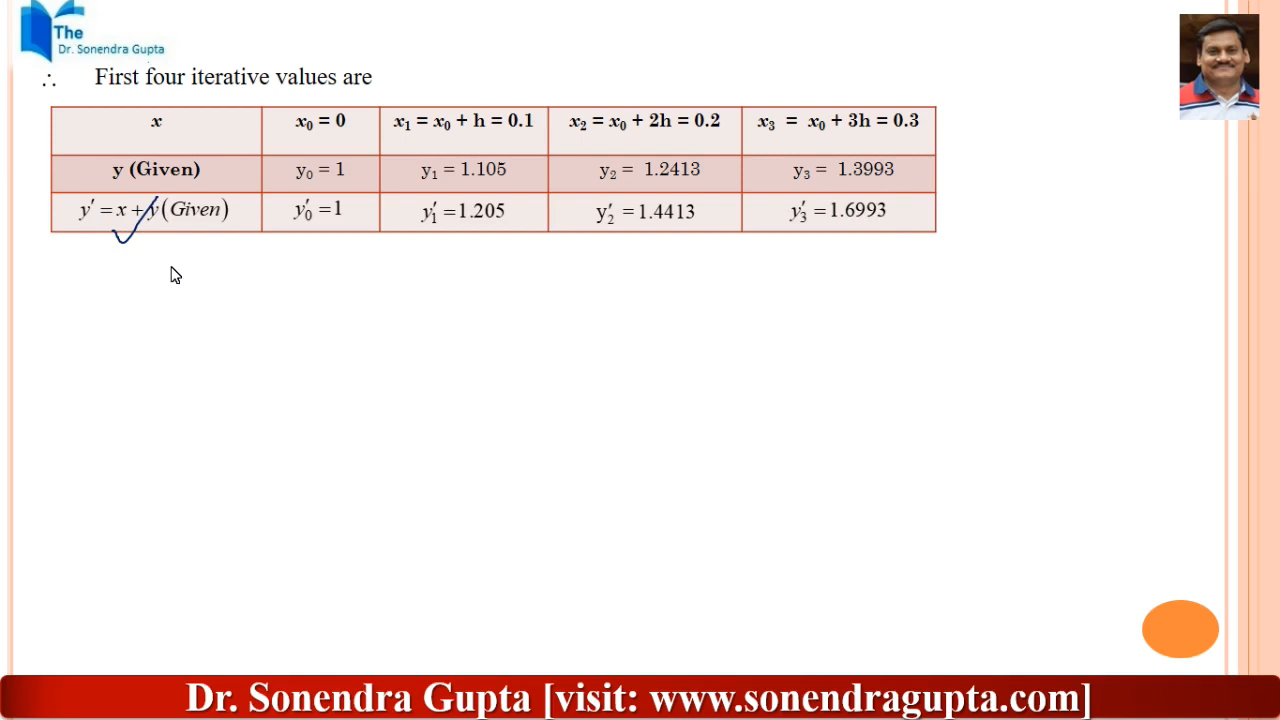 The
Dr. Sonendra Gupta
∴ First four iterative values are
x x₀ = 0 x₁ = x₀ + h = 0.1 x₂ = x₀ + 2h = 0.2 x₃ = x₀ + 3h = 0.3
y (Given) y₀ = 1 y₁ = 1.105 y₂ = 1.2413 y₃ = 1.3993
y′ = x + y (Given) y′₀ = 1 y′₁ = 1.205 y′₂ = 1.4413 y′₃ = 1.6993
Dr. Sonendra Gupta [visit: www.sonendragupta.com]